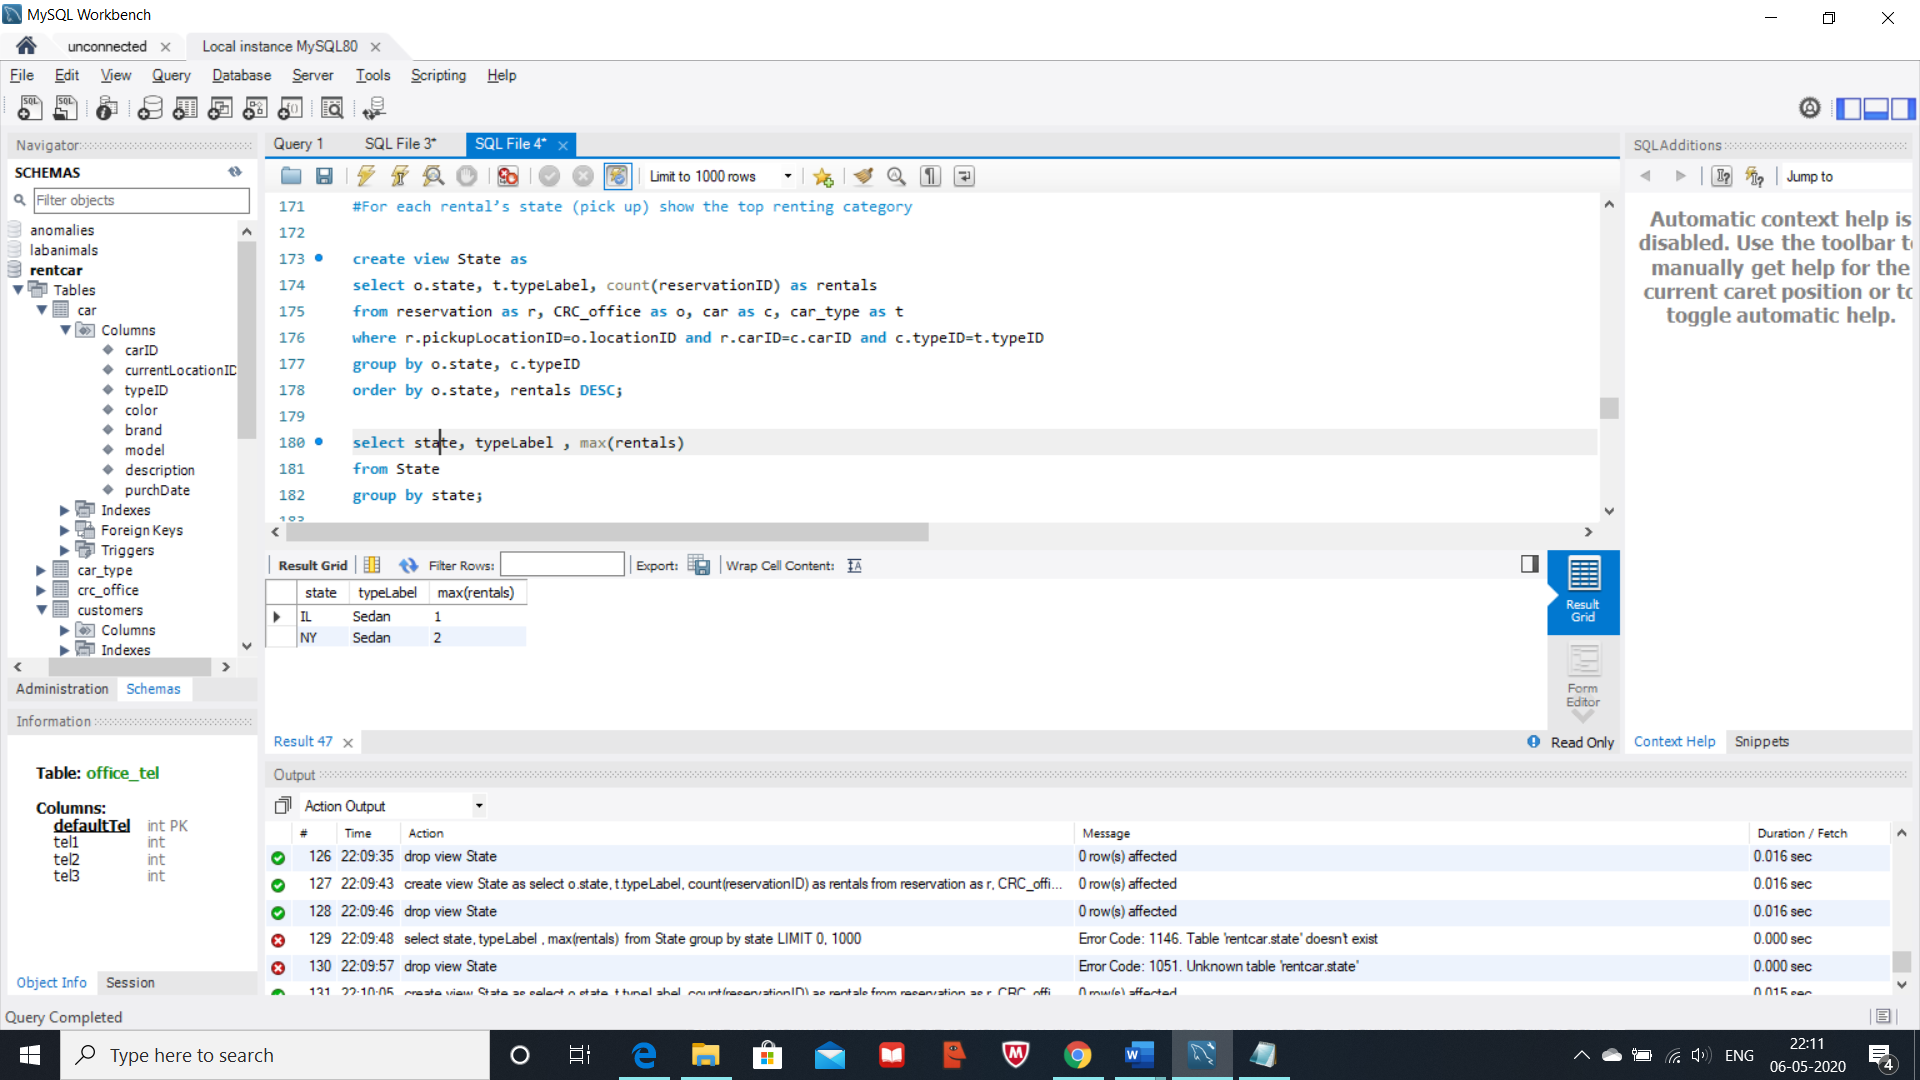 MySQL Workbench
unconnected
Local instance MySQL80
File Edit View Query Database Server Tools Scripting Help
Navigator
SCHEMAS
Filter objects
anomalies
labanimals
rentcar
Tables
car
Columns
carID
currentLocationID
typeID
color
brand
model
description
purchDate
Indexes
Foreign Keys
Triggers
car_type
crc_office
customers
Columns
Indexes
Administration Schemas
Information
Table: office_tel
Columns:
defaultTel int PK
tel1 int
tel2 int
tel3 int
Object Info Session
Query 1 SQL File 3* SQL File 4*
Limit to 1000 rows
171 #For each rental’s state (pick up) show the top renting category
172
173 create view State as
174 select o.state, t.typeLabel, count(reservationID) as rentals
175 from reservation as r, CRC_office as o, car as c, car_type as t
176 where r.pickupLocationID=o.locationID and r.carID=c.carID and c.typeID=t.typeID
177 group by o.state, c.typeID
178 order by o.state, rentals DESC;
179
180 select state, typeLabel , max(rentals)
181 from State
182 group by state;
183
Result Grid Filter Rows: Export: Wrap Cell Content:
state typeLabel max(rentals)
IL Sedan 1
NY Sedan 2
Result Grid
Form Editor
Result 47
Read Only
SQLAdditions
Jump to
Automatic context help is
disabled. Use the toolbar to
manually get help for the
current caret position or to
toggle automatic help.
Context Help Snippets
Output
Action Output
# Time Action Message Duration / Fetch
126 22:09:35 drop view State 0 row(s) affected 0.016 sec
127 22:09:43 create view State as select o.state, t.typeLabel, count(reservationID) as rentals from reservation as r, CRC_offi... 0 row(s) affected 0.016 sec
128 22:09:46 drop view State 0 row(s) affected 0.016 sec
129 22:09:48 select state, typeLabel , max(rentals) from State group by state LIMIT 0, 1000 Error Code: 1146. Table 'rentcar.state' doesn't exist 0.000 sec
130 22:09:57 drop view State Error Code: 1051. Unknown table 'rentcar.state' 0.000 sec
131 22:10:05 create view State as select o.state, t.typeLabel, count(reservationID) as rentals from reservation as r, CRC_offi... 0 row(s) affected 0.015 sec
Query Completed
Type here to search
ENG
22:11
06-05-2020
4